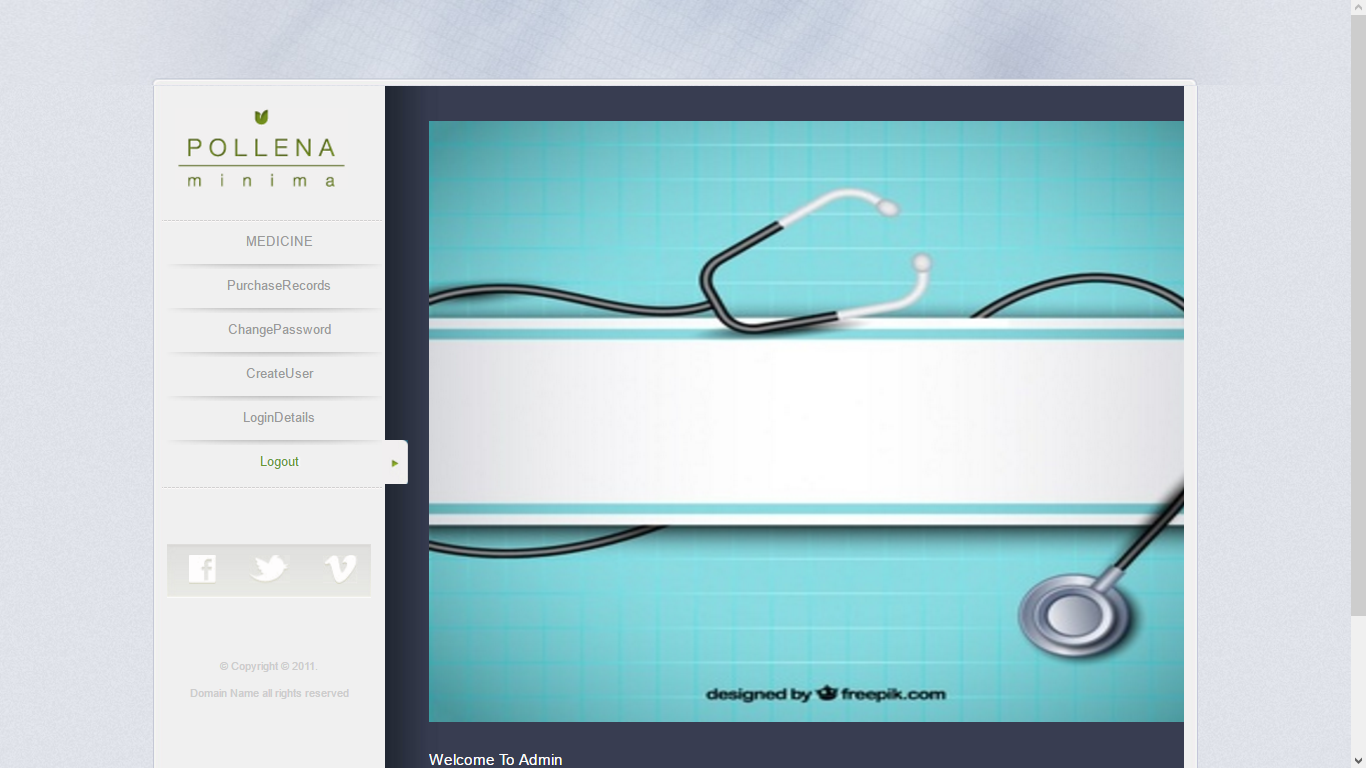 POLLENA
minima
MEDICINE
PurchaseRecords
ChangePassword
CreateUser
LoginDetails
Logout
© Copyright © 2011.
Domain Name all rights reserved
designed by freepik.com
Welcome To Admin